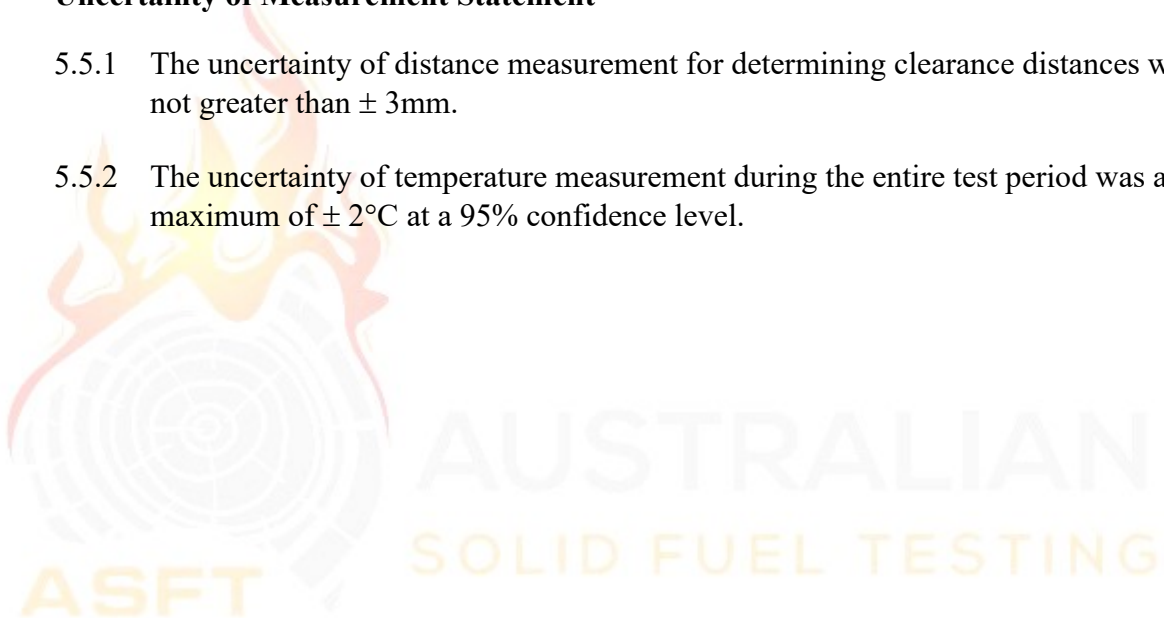 Uncertainty of Measurement Statement
5.5.1 The uncertainty of distance measurement for determining clearance distances
not greater than ± 3mm.
5.5.2 The uncertainty of temperature measurement during the entire test period was a
maximum of ± 2°C at a 95% confidence level.
AUSTRALIAN
SOLID FUEL TESTING
ASFT